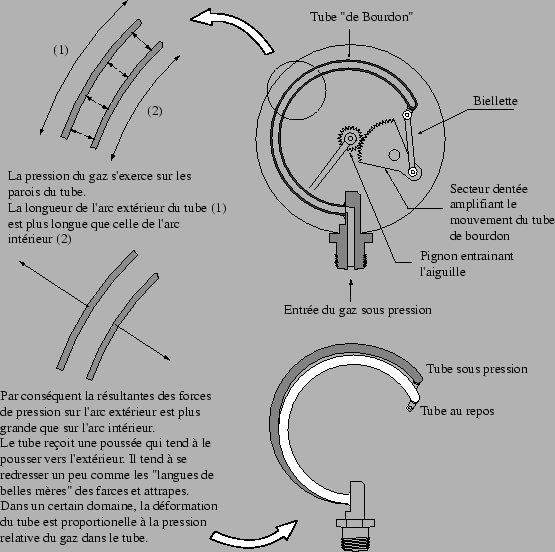 Tube "de Bourdon"
(1)
(2)
Biellette
La pression du gaz s'exerce sur les
parois du tube.
La longueur de l'arc extérieur du tube (1)
est plus longue que celle de l'arc
intérieur (2)
Secteur dentée
amplifiant le
mouvement du tube
de bourdon
Pignon entrainant
l'aiguille
Entrée du gaz sous pression
Tube sous pression
Tube au repos
Par conséquent la résultantes des forces
de pression sur l'arc extérieur est plus
grande que sur l'arc inférieur.
Le tube reçoit une poussée qui tend à le
pousser vers l'extérieur. Il tend à se
redresser un peu comme les "langues de
belles mères" des farces et attrapes.
Dans un certain domaine, la déformation
du tube est proportionelle à la pression
relative du gaz dans le tube.